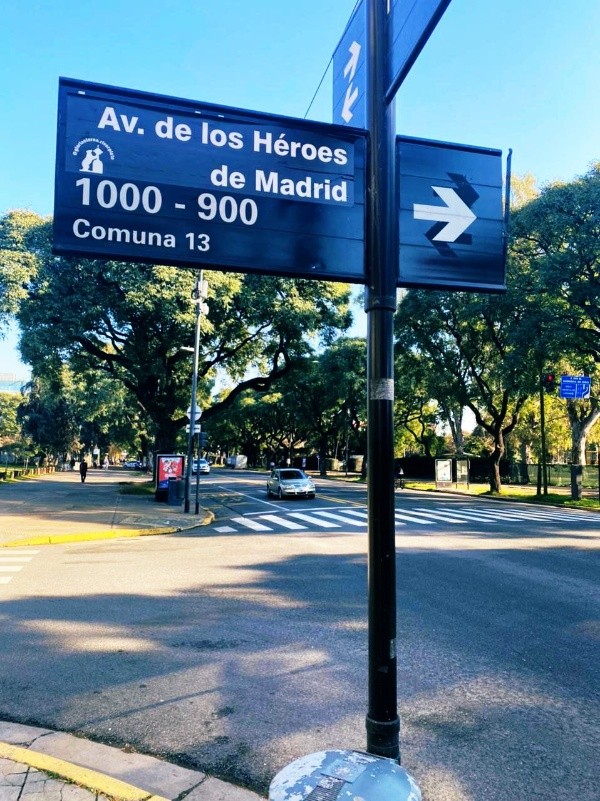 Av. de los Héroes
de Madrid
1000 - 900
Comuna 13